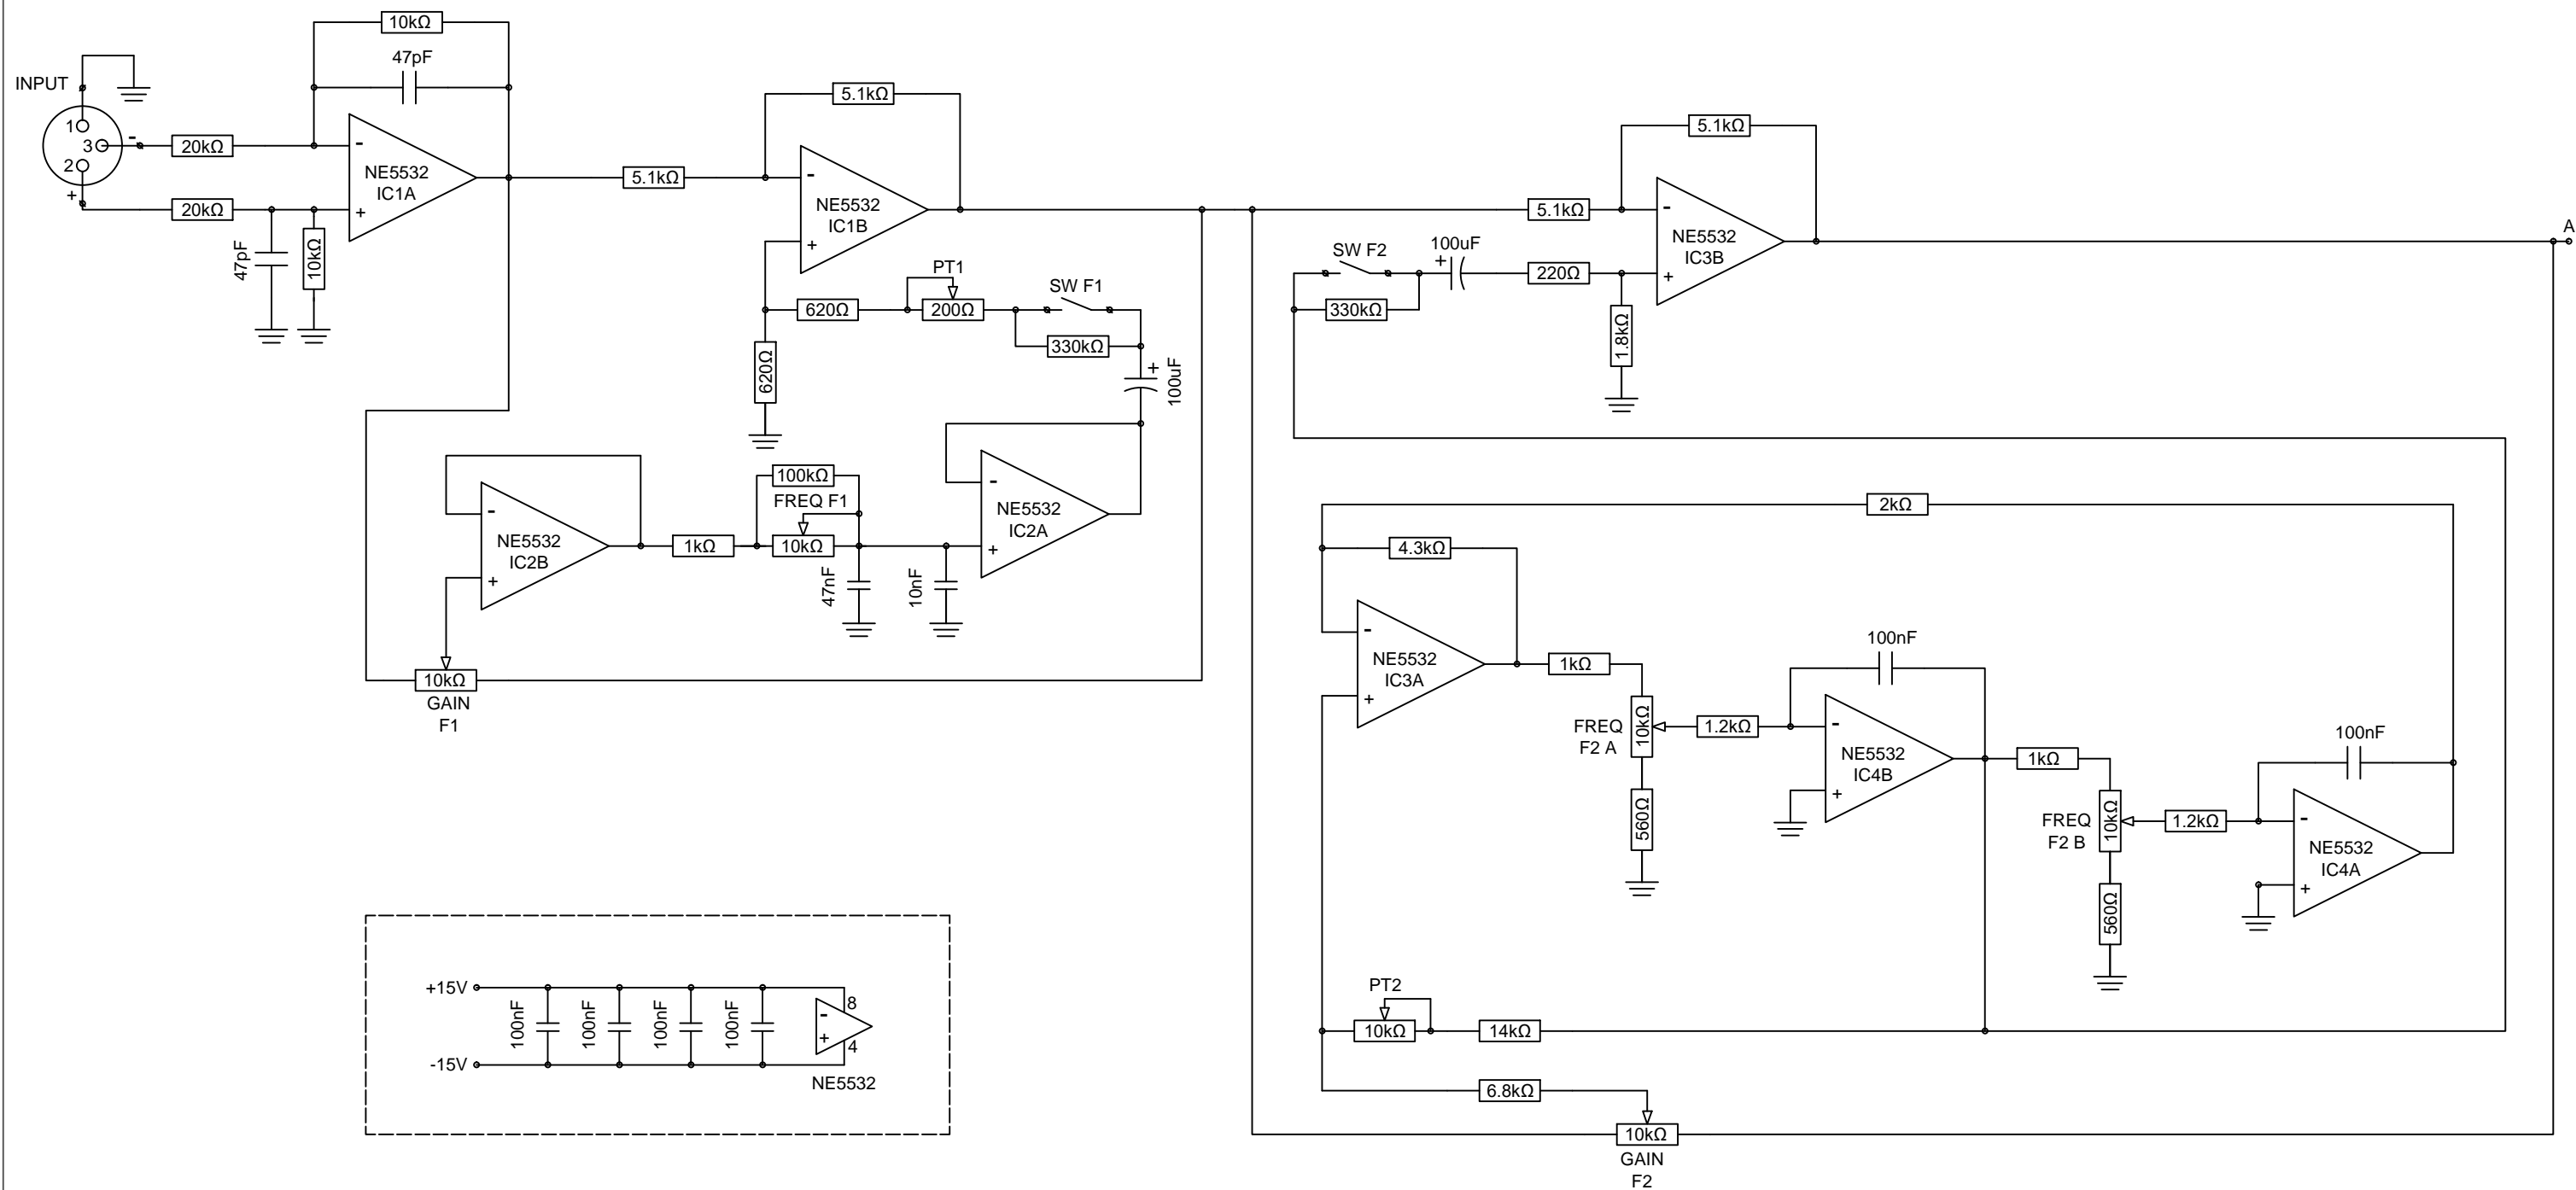 10kΩ
47pF
INPUT
1
3
2
-
+
20kΩ
20kΩ
47pF
10kΩ
-
+
NE5532
IC1A
5.1kΩ
5.1kΩ
-
+
NE5532
IC1B
620Ω
PT1
200Ω
SW F1
330kΩ
+
100uF
620Ω
-
+
NE5532
IC2B
1kΩ
100kΩ
FREQ F1
10kΩ
47nF
10nF
-
+
NE5532
IC2A
10kΩ
GAIN
F1
5.1kΩ
5.1kΩ
-
+
NE5532
IC3B
A
SW F2
330kΩ
+
100uF
220Ω
1.8kΩ
2kΩ
4.3kΩ
-
+
NE5532
IC3A
1kΩ
FREQ
F2 A
10kΩ
560Ω
1.2kΩ
100nF
-
+
NE5532
IC4B
1kΩ
FREQ
F2 B
10kΩ
560Ω
1.2kΩ
100nF
-
+
NE5532
IC4A
PT2
10kΩ
14kΩ
6.8kΩ
10kΩ
GAIN
F2
+15V
-15V
100nF
100nF
100nF
100nF
-
+
8
4
NE5532